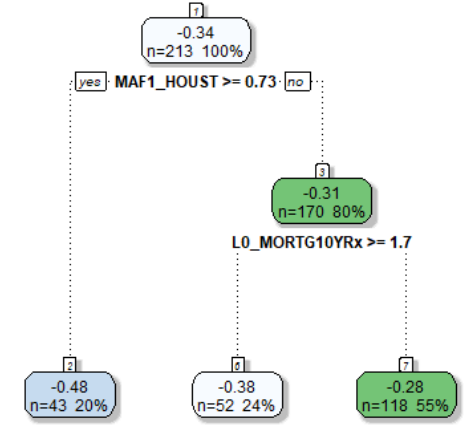 1
-0.34
n=213 100%
yes MAF1_HOUST >= 0.73 no
3
-0.31
n=170 80%
L0_MORTG10YRx >= 1.7
2 6 7
-0.48 -0.38 -0.28
n=43 20% n=52 24% n=118 55%